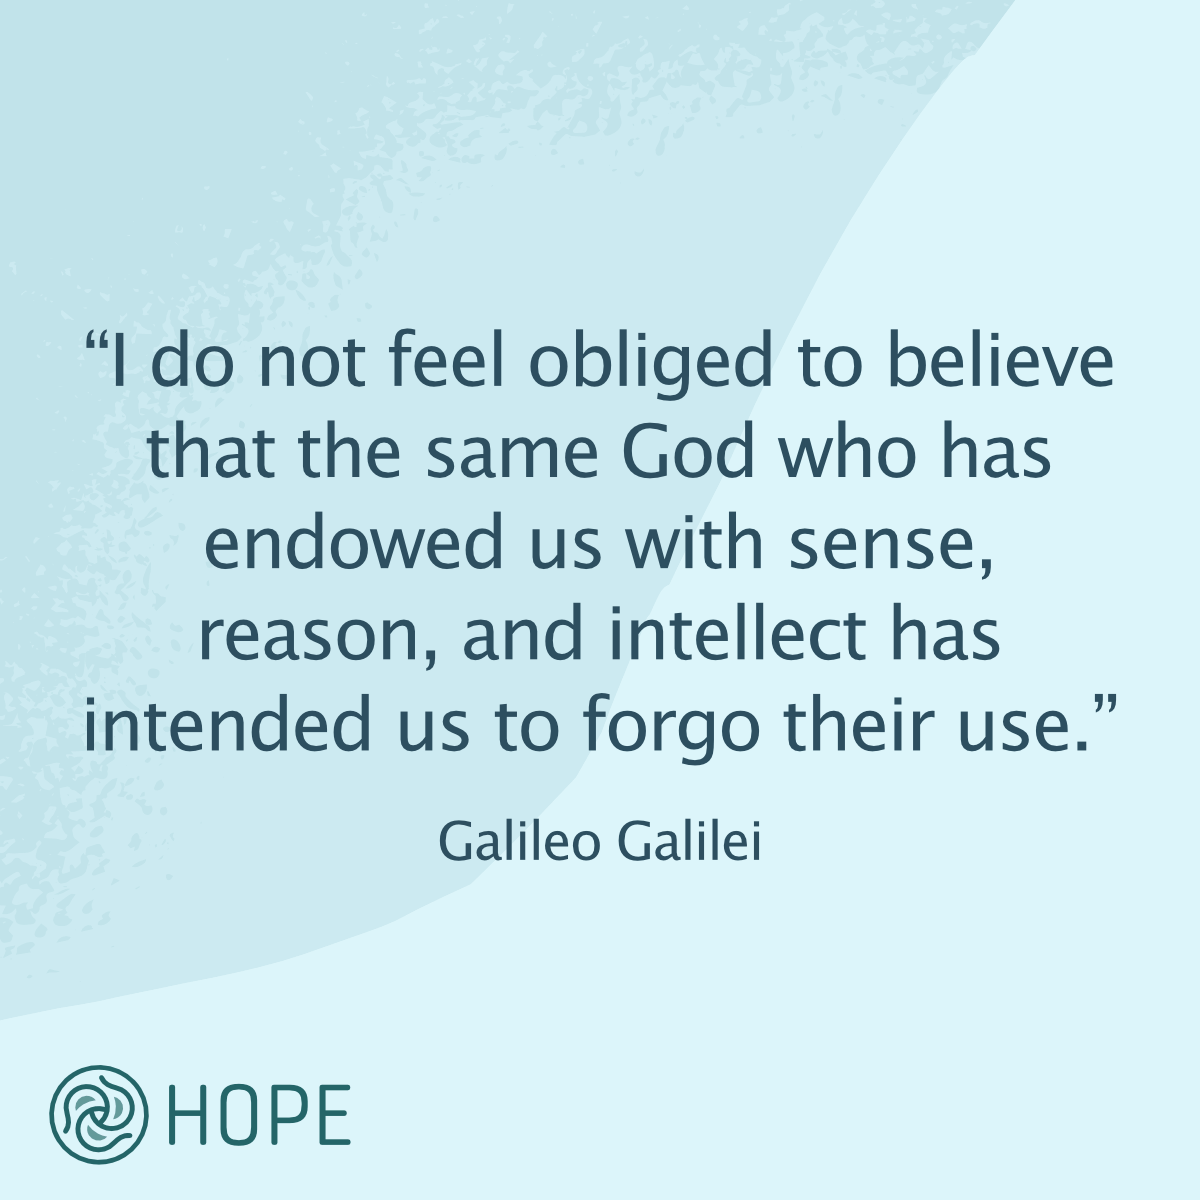 “I do not feel obliged to believe
that the same God who has
endowed us with sense,
reason, and intellect has
intended us to forgo their use.”
Galileo Galilei
HOPE